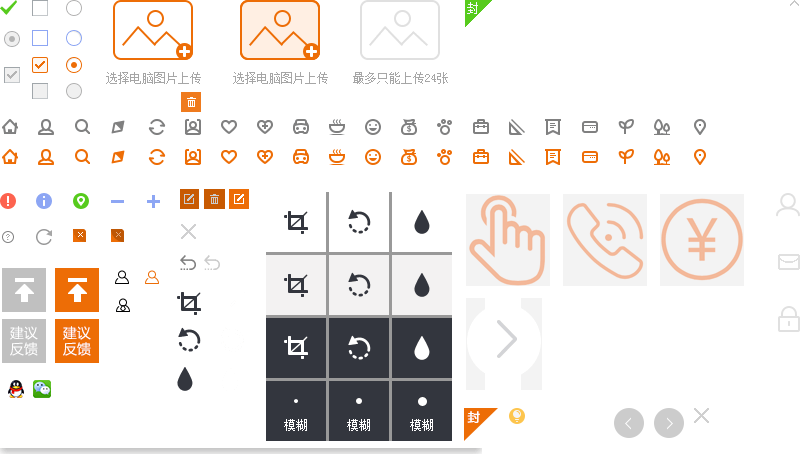 封
选择电脑图片上传
选择电脑图片上传
最多只能上传24张
建议
反馈
建议
反馈
模糊
模糊
模糊
封